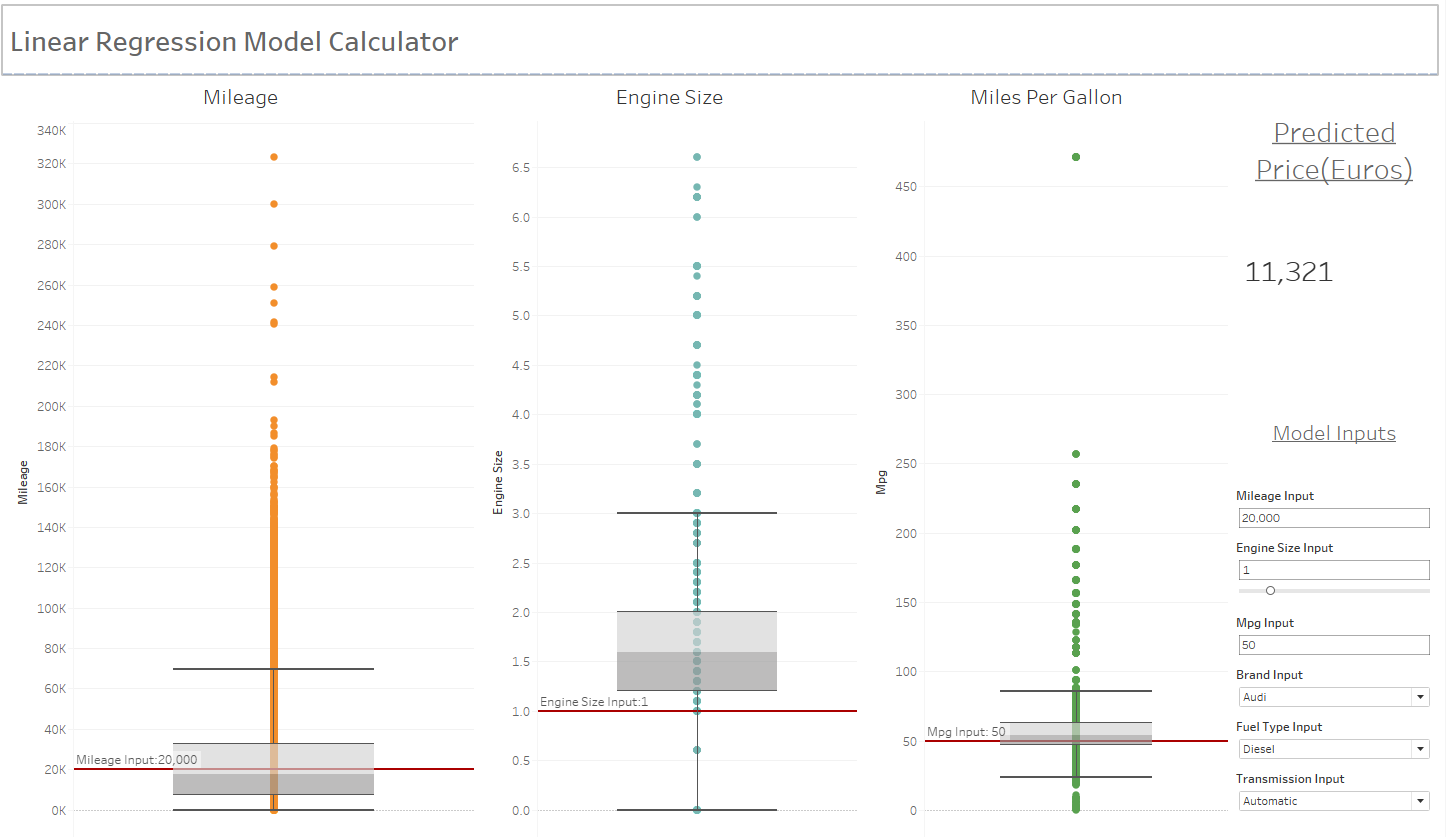 Linear Regression Model Calculator
Mileage
Engine Size
Miles Per Gallon
340K
320K
300K
280K
260K
240K
220K
200K
180K
160K
140K
120K
100K
80K
60K
40K
20K
0K
Mileage
Mileage Input:20,000
6.5
6.0
5.5
5.0
4.5
4.0
3.5
3.0
2.5
2.0
1.5
1.0
0.5
0.0
Engine Size
Engine Size Input:1
450
400
350
300
250
200
150
100
50
0
Mpg
Mpg Input: 50
Predicted
Price(Euros)
11,321
Model Inputs
Mileage Input
20,000
Engine Size Input
1
Mpg Input
50
Brand Input
Audi
Fuel Type Input
Diesel
Transmission Input
Automatic